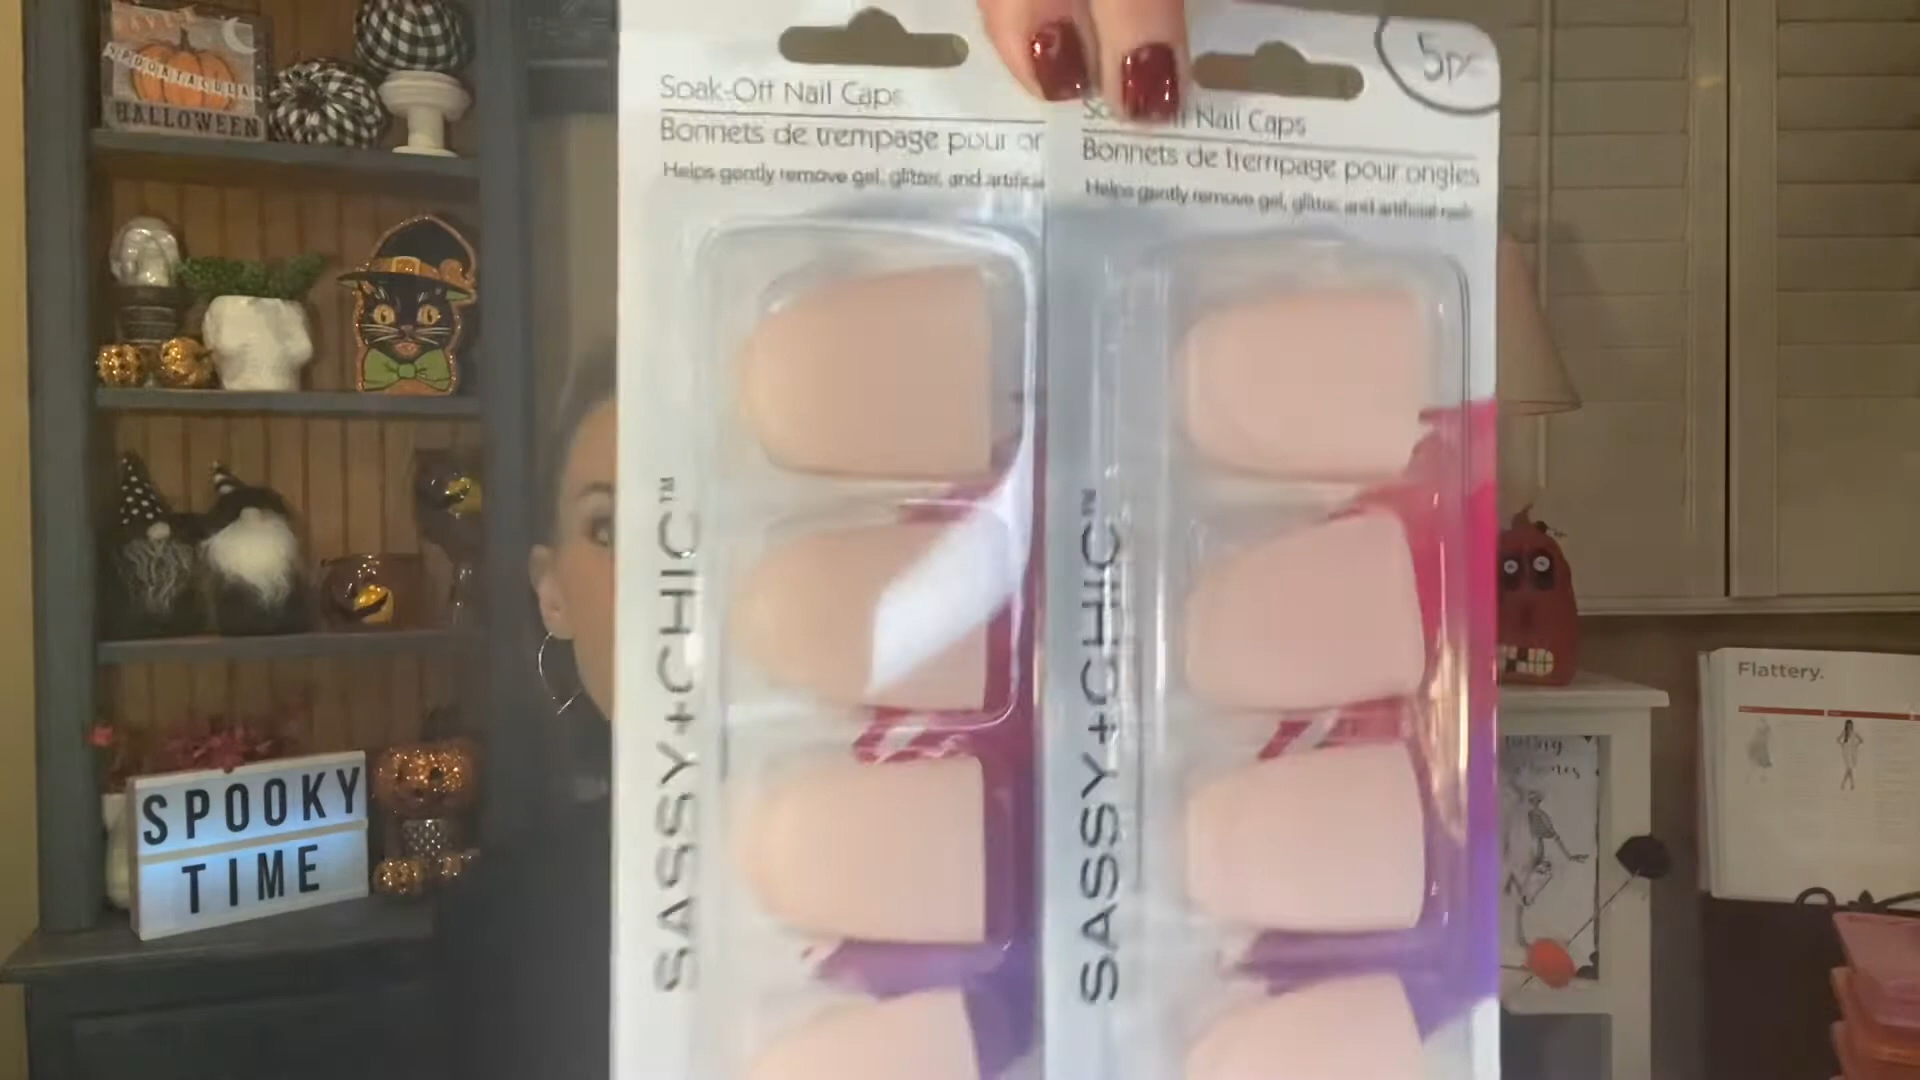 SPOOKTACULAR
HALLOWEEN
SPOOKY
TIME
Soak-Off Nail Caps
Bonnets de trempage pour
Helps gently remove gel, glitter, and
SASSY+CHIC™
5pc
Nail Caps
Bonnets de trempage pour ongles
Helps gently remove gel, glitter, and artificial nails
SASSY+CHIC™
Flattery.